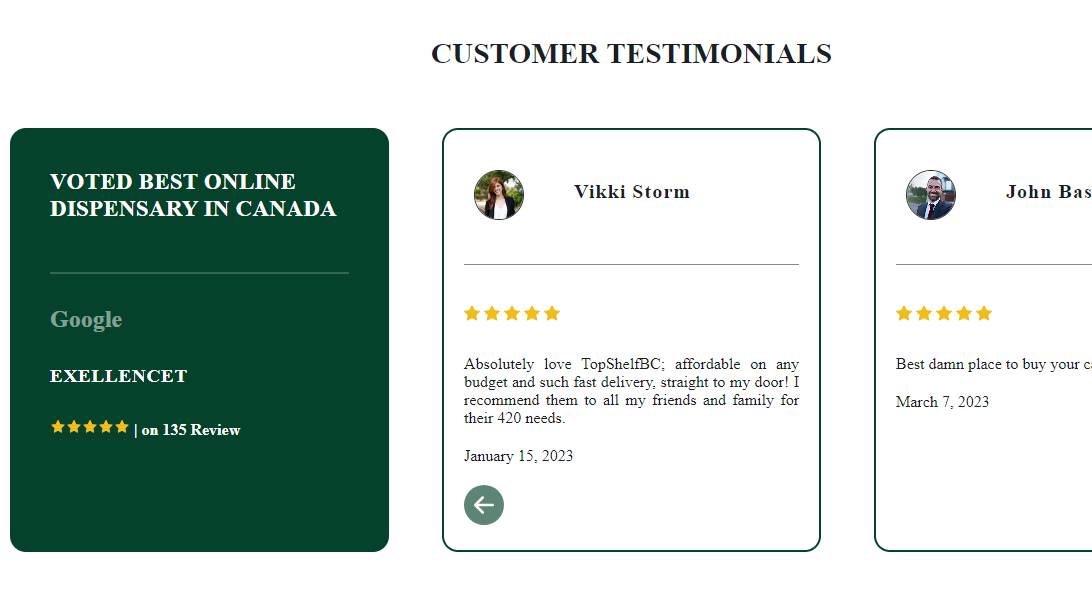 CUSTOMER TESTIMONIALS
VOTED BEST ONLINE
DISPENSARY IN CANADA
Google
EXELLENCET
| on 135 Review
Vikki Storm
Absolutely love TopShelfBC; affordable on any
budget and such fast delivery, straight to my door! I
recommend them to all my friends and family for
their 420 needs.
January 15, 2023
John Bas
Best damn place to buy your
March 7, 2023